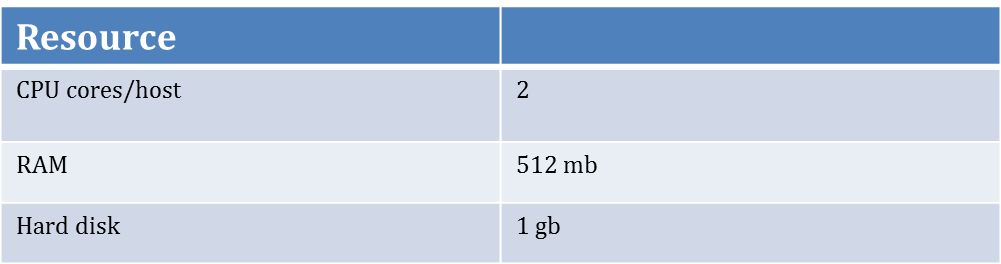 Resource
CPU cores/host 2
RAM 512 mb
Hard disk 1 gb